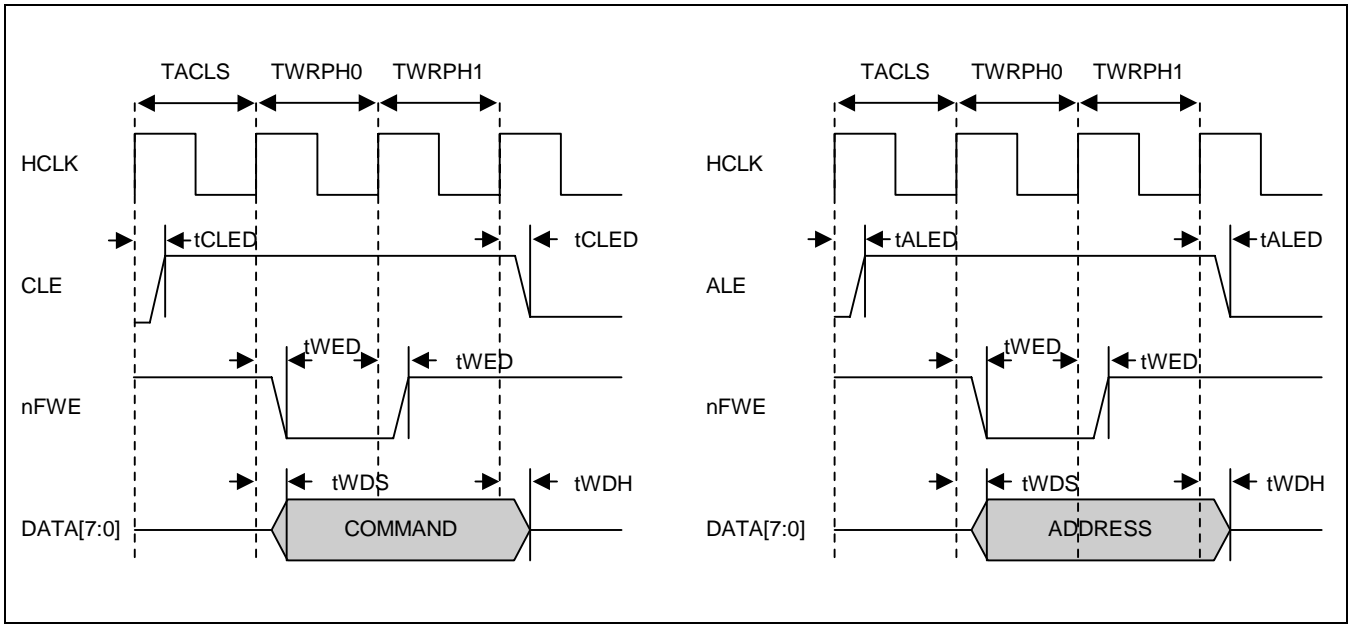 TACLS TWRPH0 TWRPH1
HCLK
tCLED tCLED
CLE
tWED tWED
nFWE
tWDS tWDH
DATA[7:0] COMMAND
TACLS TWRPH0 TWRPH1
HCLK
tALED tALED
ALE
tWED tWED
nFWE
tWDS tWDH
DATA[7:0] ADDRESS